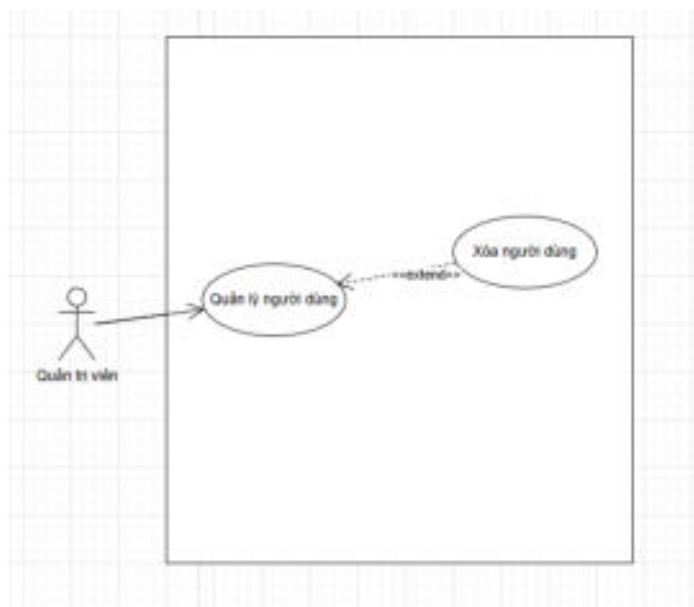 Xóa người dùng
<<extend>>
Quản lý người dùng
Quản trị viên